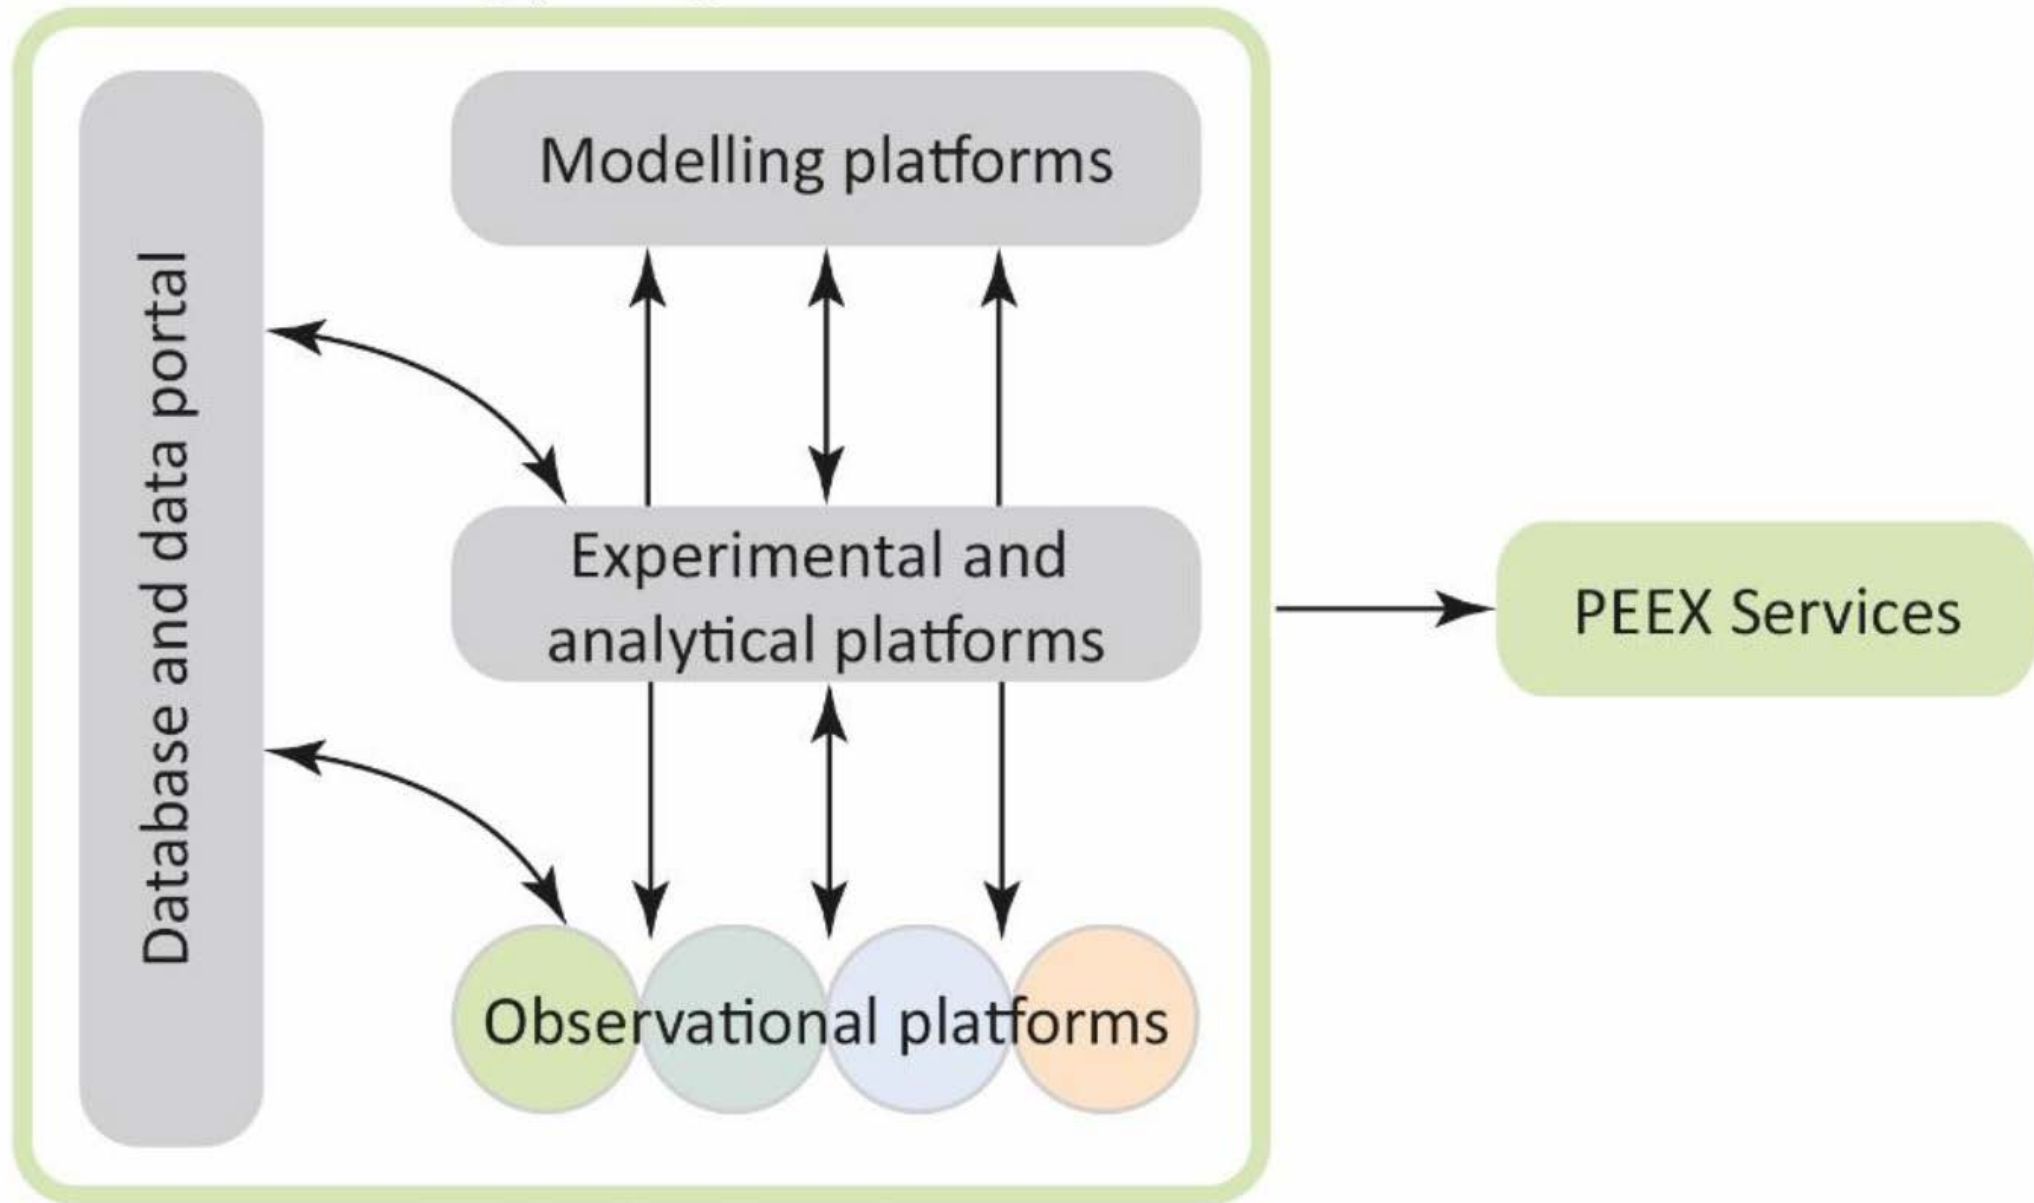 Modelling platforms
Database and data portal
Experimental and
analytical platforms
PEEX Services
Observational platforms